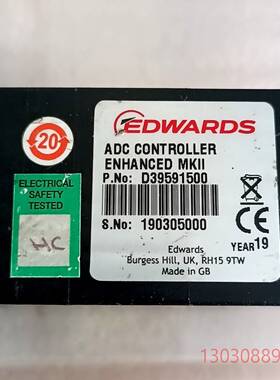 EDWARDS
20
ADC CONTROLLER
ENHANCED MKII
P.No: D39591500
ELECTRICAL
SAFETY
TESTED
HC
S.No: 190305000
CE
YEAR19
Edwards
Burgess Hill, UK, RH15 9TW
Made in GB
13030889